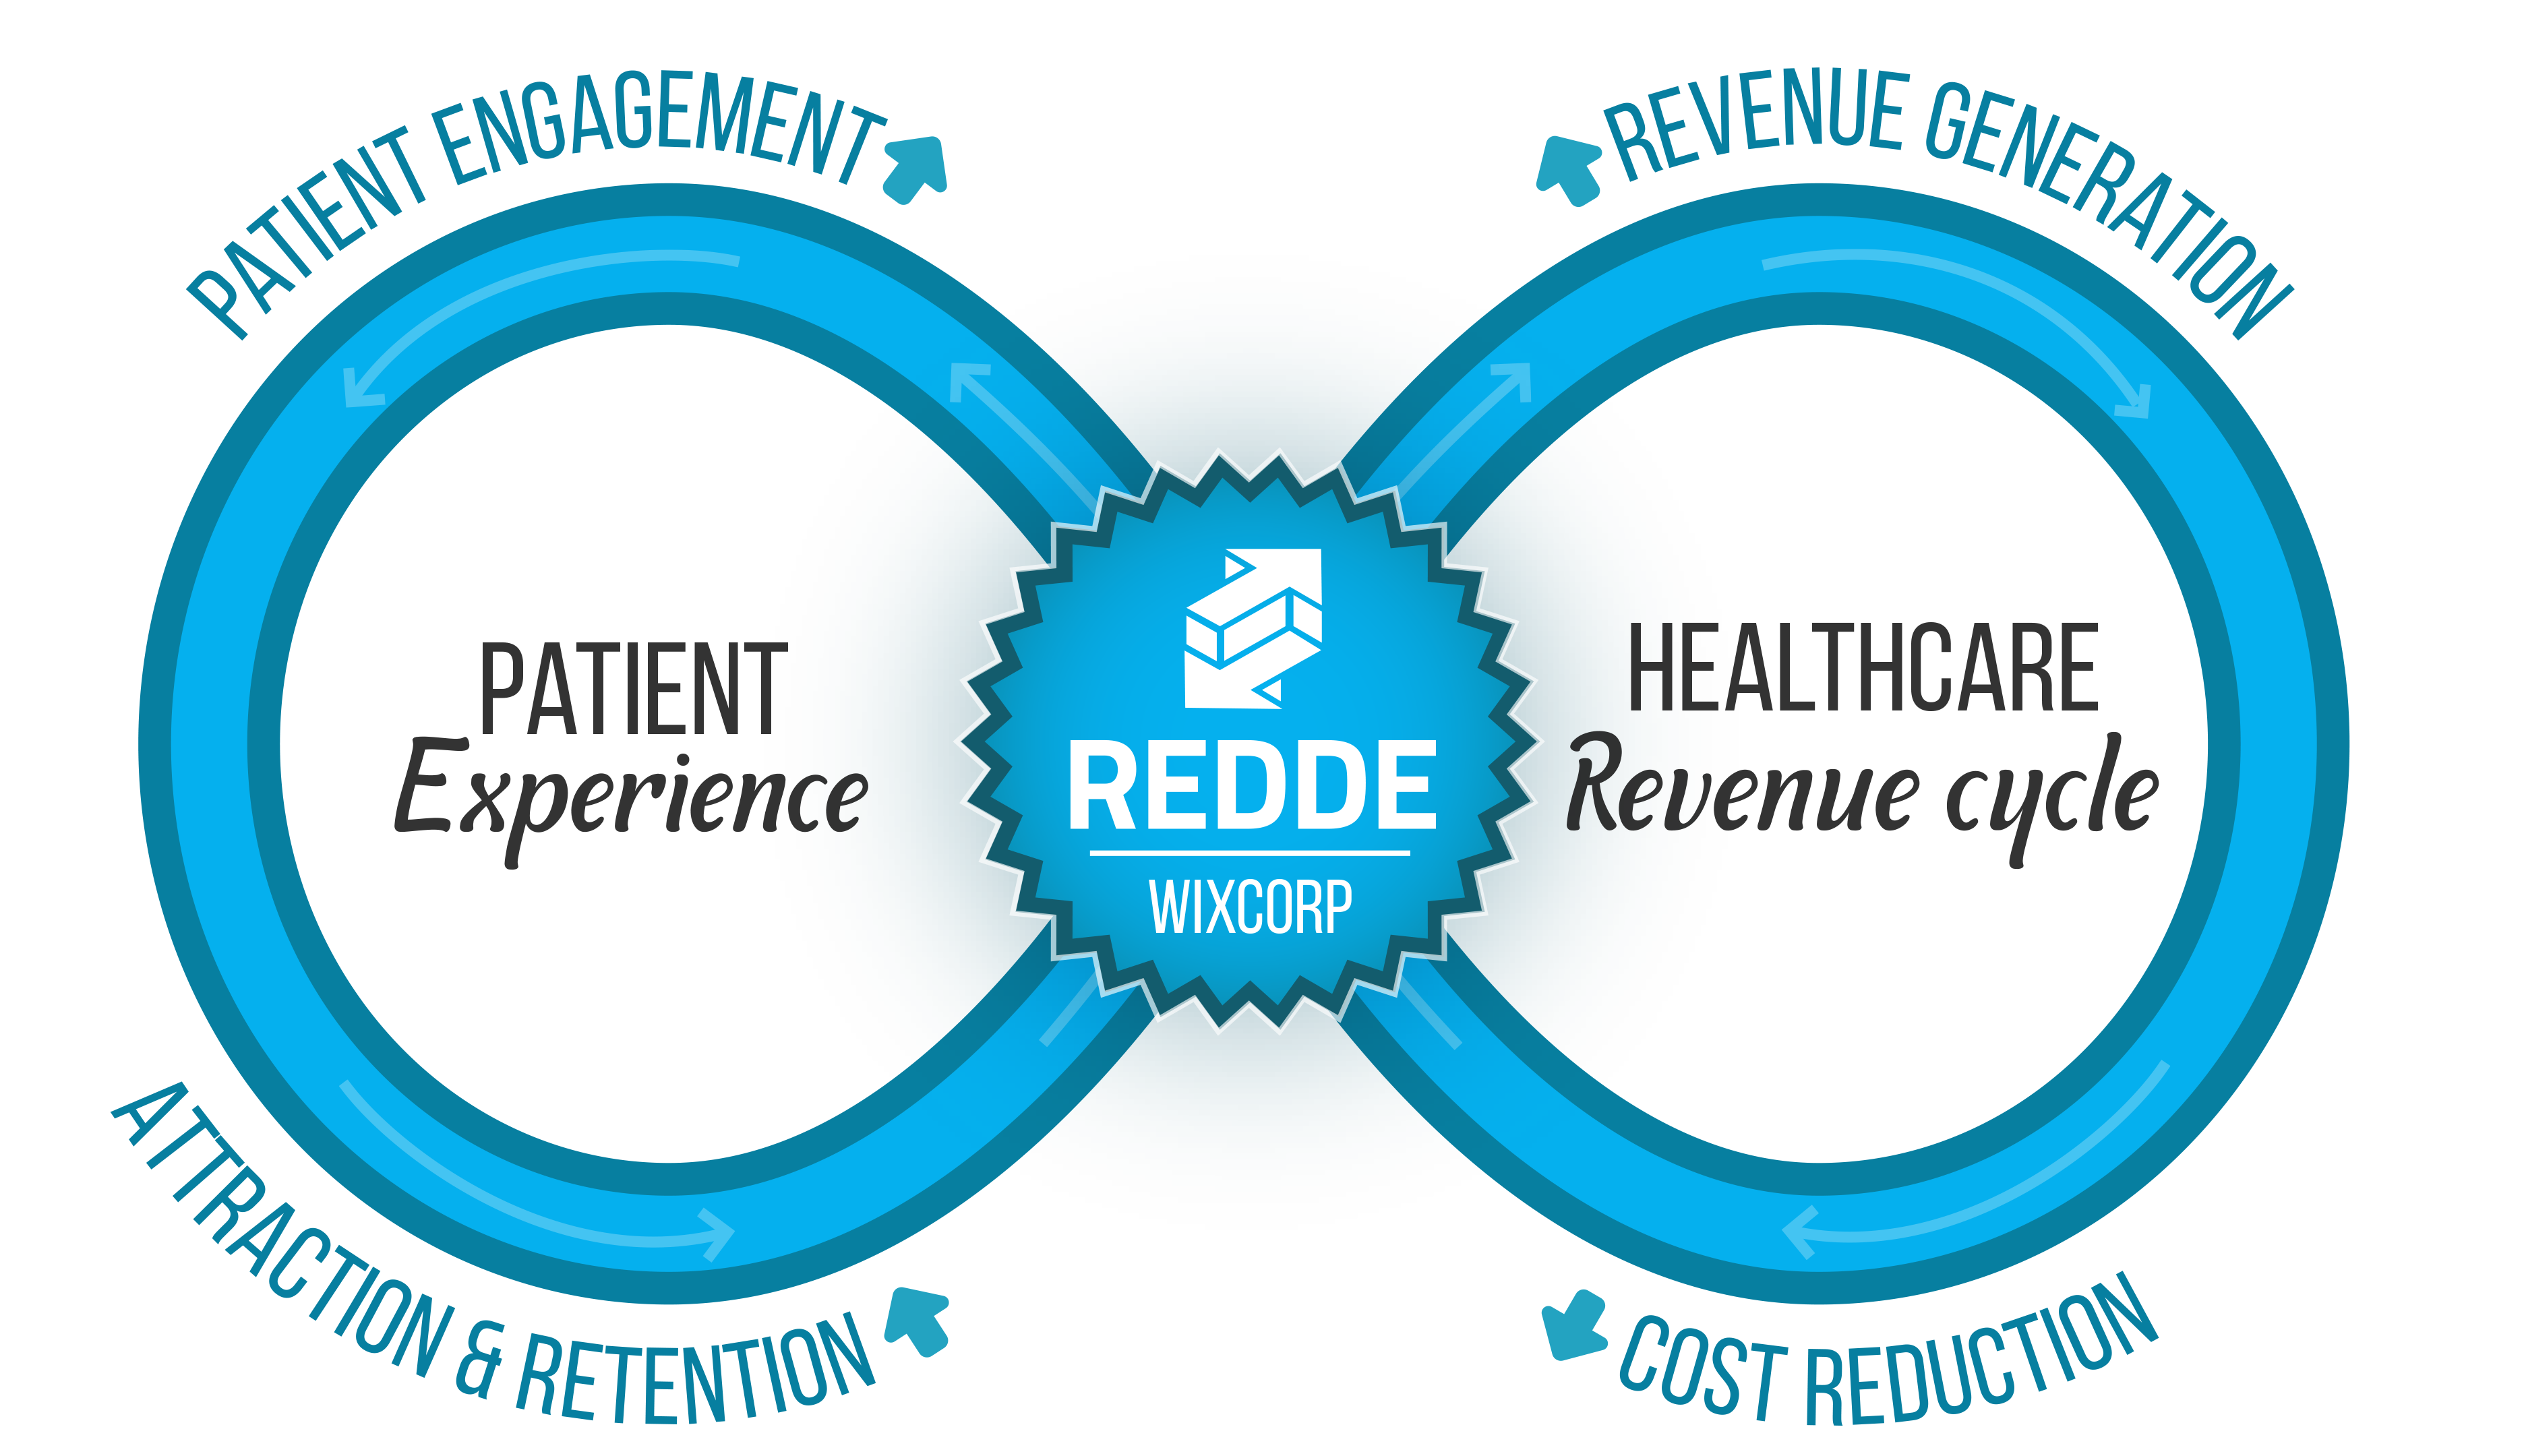 PATIENT ENGAGEMENT
REVENUE GENERATION
PATIENT
Experience
REDDE
WIXCORP
HEALTHCARE
Revenue cycle
ATTRACTION & RETENTION
COST REDUCTION